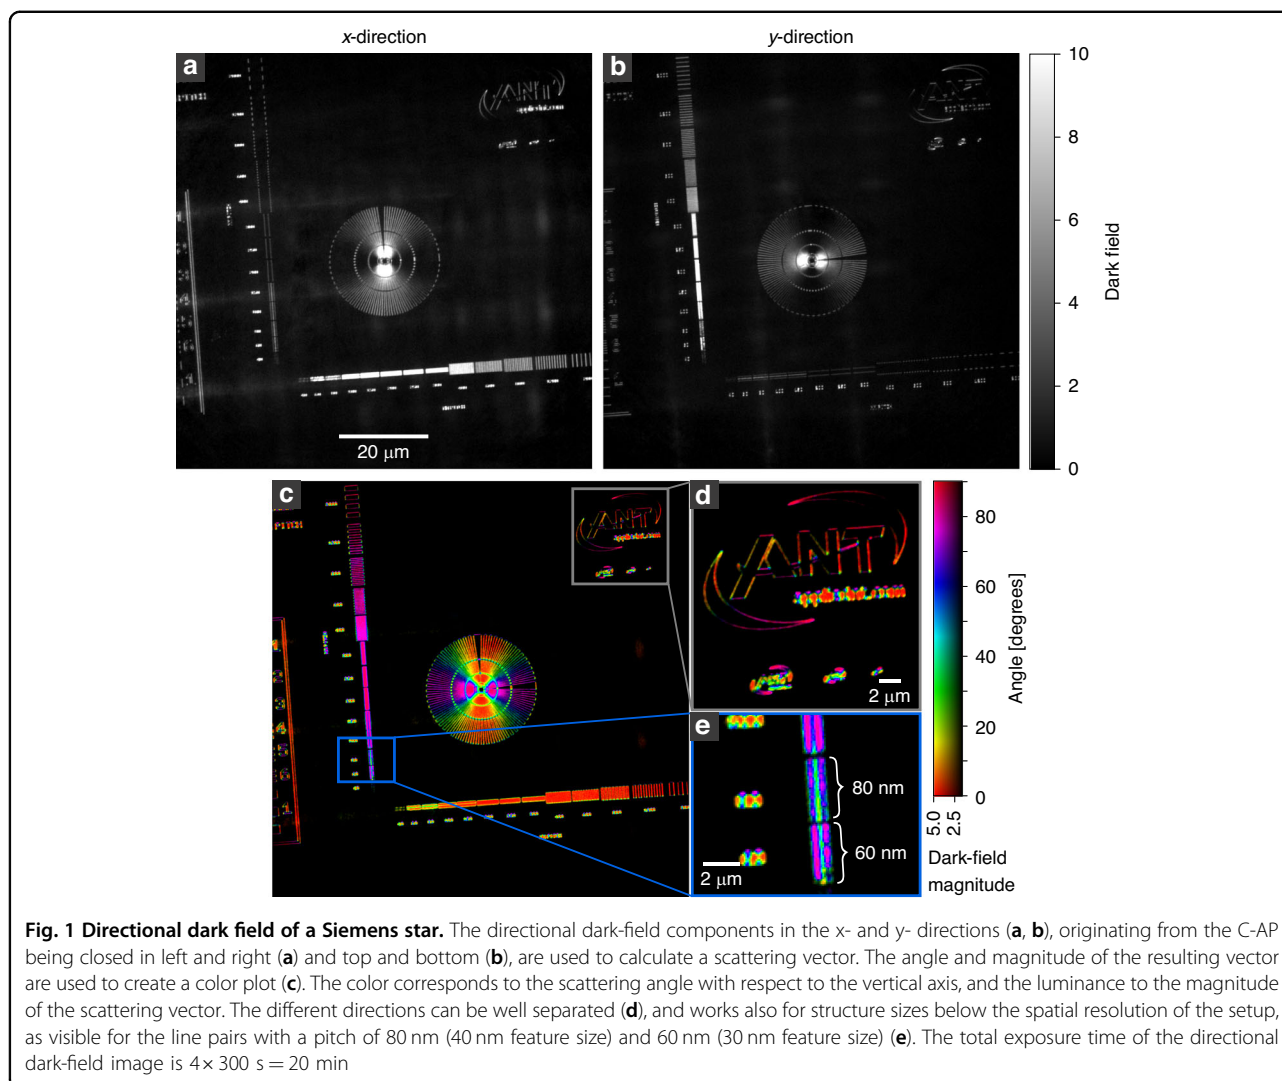 x-direction
y-direction
a
b
ANT
ANT
10
8
6
4
2
0
Dark field
20 µm
c
d
e
PITCH
ANT
ANT
2 µm
80 nm
60 nm
2 µm
80
60
40
20
0
Angle [degrees]
5.0
2.5
Dark-field
magnitude
Fig. 1 Directional dark field of a Siemens star. The directional dark-field components in the x- and y- directions (a, b), originating from the C-AP
being closed in left and right (a) and top and bottom (b), are used to calculate a scattering vector. The angle and magnitude of the resulting vector
are used to create a color plot (c). The color corresponds to the scattering angle with respect to the vertical axis, and the luminance to the magnitude
of the scattering vector. The different directions can be well separated (d), and works also for structure sizes below the spatial resolution of the setup,
as visible for the line pairs with a pitch of 80 nm (40 nm feature size) and 60 nm (30 nm feature size) (e). The total exposure time of the directional
dark-field image is 4× 300 s = 20 min